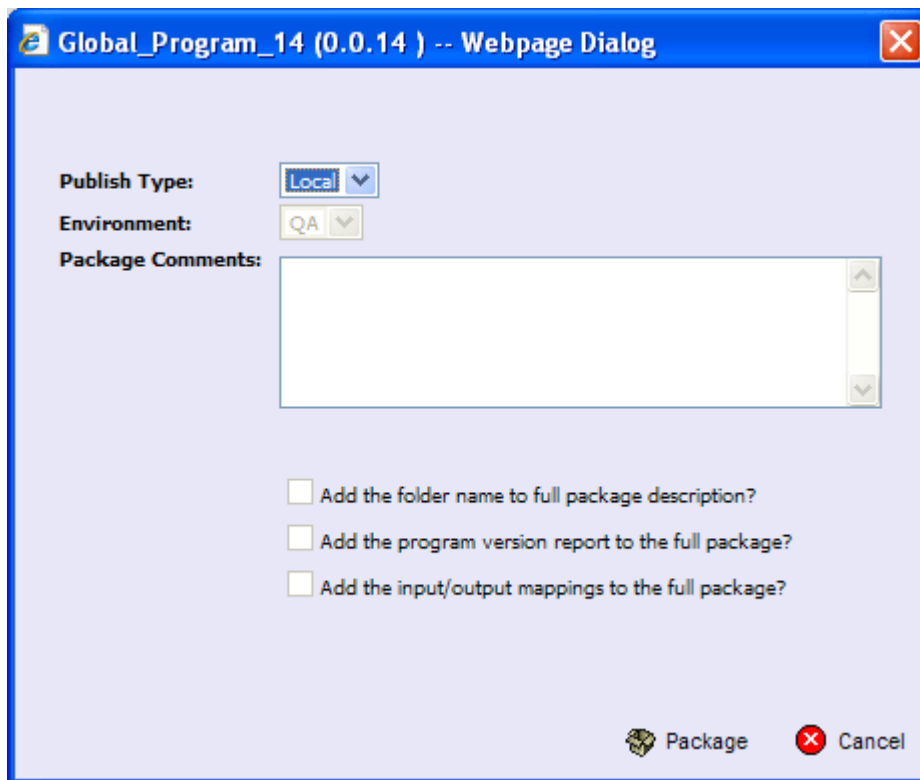 Global_Program_14 (0.0.14 ) -- Webpage Dialog
Publish Type: Local
Environment: QA
Package Comments:
Add the folder name to full package description?
Add the program version report to the full package?
Add the input/output mappings to the full package?
Package Cancel